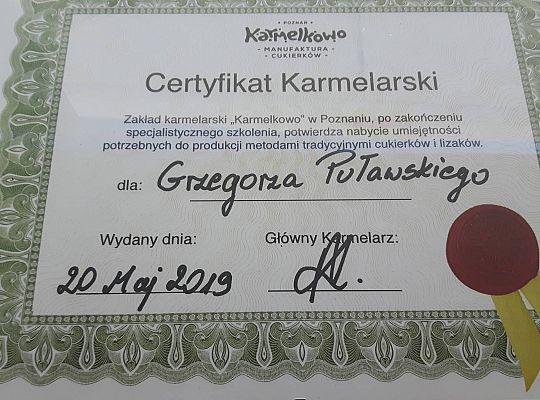 • POZNAŃ •
Karmelkowo
- MANUFAKTURA -
• CUKIERKÓW •
Certyfikat Karmelarski
Zakład karmelarski „Karmelkowo" w Poznaniu, po zakończeniu
specjalistycznego szkolenia, potwierdza nabycie umiejętności
potrzebnych do produkcji metodami tradycyjnymi cukierków i lizaków.
dla: Grzegorza Puławskiego
Wydany dnia: Główny Karmelarz:
20 Maj 2019